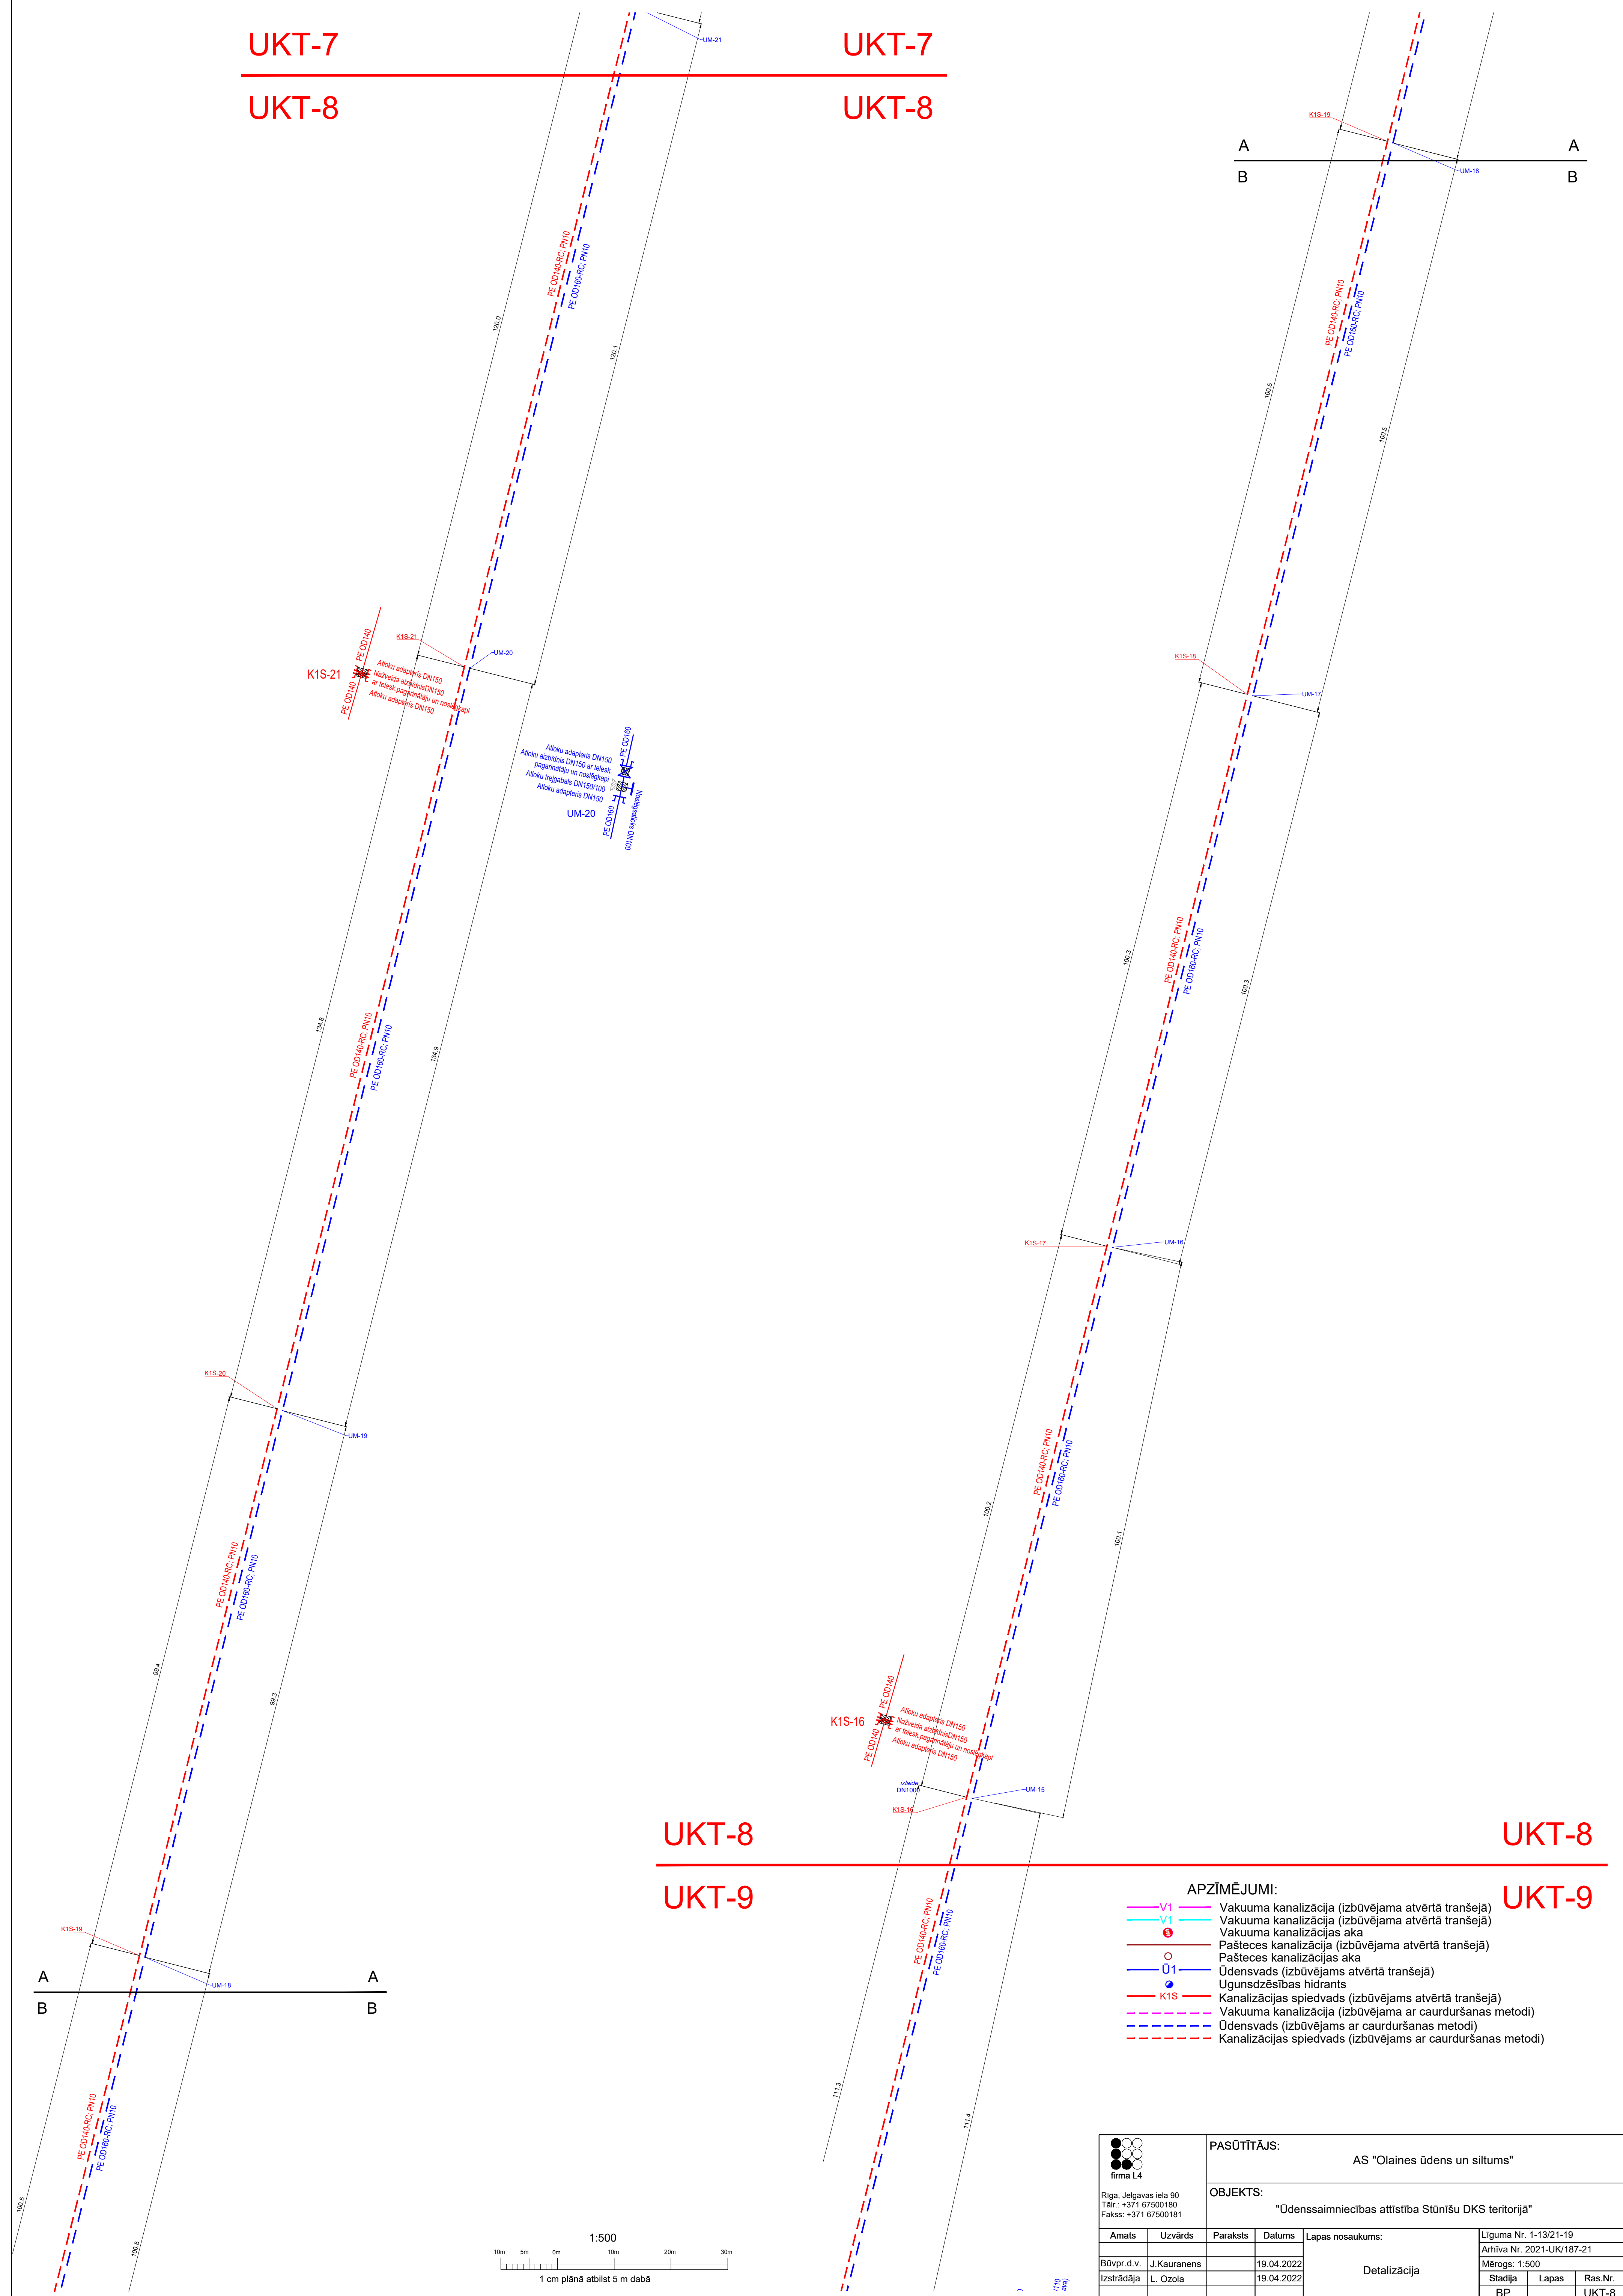 UKT-7
UKT-7
UM-21
UKT-8
UKT-8
K1S-19
A
A
B
B
UM-18
PE OD140-RC; PN10
PE OD160-RC; PN10
120.0
120.1
PE OD140-RC; PN10
PE OD160-RC; PN10
100.5
100.5
K1S-21
UM-20
K1S-21
PE OD140
PE OD140
Atloku adapteris DN150
Nažveida aizbīdnisDN150
ar telesk.pagarinātāju un noslēgkapi
Atloku adapteris DN150
K1S-18
UM-17
PE OD160
Atloku adapteris DN150
Atloku aizbīdnis DN150 ar telesk.
pagarinātāju un noslēgkapi
Atloku trejgabals DN150/100
Atloku adapteris DN150
UM-20
PE OD160
Noslēgatloks DN100
PE OD140-RC; PN10
PE OD160-RC; PN10
100.3
100.3
134.8
134.9
PE OD140-RC; PN10
PE OD160-RC; PN10
K1S-17
UM-16
K1S-20
UM-19
PE OD140-RC; PN10
PE OD160-RC; PN10
100.2
100.1
PE OD140-RC; PN10
PE OD160-RC; PN10
99.4
99.3
K1S-16
PE OD140
PE OD140
Atloku adapteris DN150
Nažveida aizbīdnisDN150
ar telesk.pagarinātāju un noslēgkapi
Atloku adapteris DN150
izlaide
DN1000
UM-15
K1S-16
UKT-8
UKT-8
UKT-9
UKT-9
K1S-19
A
A
B
B
UM-18
PE OD140-RC; PN10
PE OD160-RC; PN10
111.3
111.4
PE OD140-RC; PN10
PE OD160-RC; PN10
100.5
100.5
APZĪMĒJUMI:
V1 Vakuuma kanalizācija (izbūvējama atvērtā tranšejā)
V1 Vakuuma kanalizācija (izbūvējama atvērtā tranšejā)
Vakuuma kanalizācijas aka
Pašteces kanalizācija (izbūvējama atvērtā tranšejā)
Pašteces kanalizācijas aka
Ū1 Ūdensvads (izbūvējams atvērtā tranšejā)
Ugunsdzēsības hidrants
K1S Kanalizācijas spiedvads (izbūvējams atvērtā tranšejā)
Vakuuma kanalizācija (izbūvējama ar caurduršanas metodi)
Ūdensvads (izbūvējams ar caurduršanas metodi)
Kanalizācijas spiedvads (izbūvējams ar caurduršanas metodi)
1:500
10m 5m 0m 10m 20m 30m
1 cm plānā atbilst 5 m dabā
/110
firma L4
Rīga, Jelgavas iela 90
Tālr.: +371 67500180
Fakss: +371 67500181
PASŪTĪTĀJS:
AS "Olaines ūdens un siltums"
OBJEKTS:
"Ūdenssaimniecības attīstība Stūnīšu DKS teritorijā"
Amats Uzvārds Paraksts Datums
Lapas nosaukums:
Detalizācija
Līguma Nr. 1-13/21-19
Arhīva Nr. 2021-UK/187-21
Būvpr.d.v. J.Kauranens 19.04.2022
Mērogs: 1:500
Izstrādāja L. Ozola 19.04.2022
Stadija Lapas Ras.Nr.
BP UKT-8